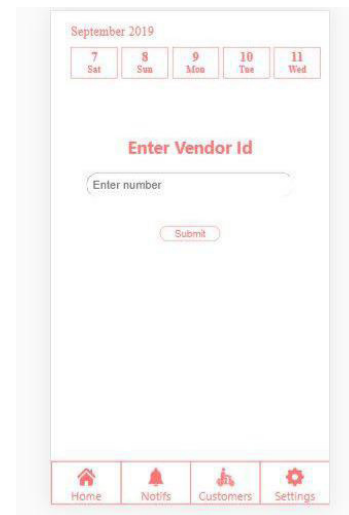 September 2019
7 8 9 10 11
Sat Sun Mon Tue Wed
Enter Vendor Id
Enter number
Submit
Home Notifs Customers Settings